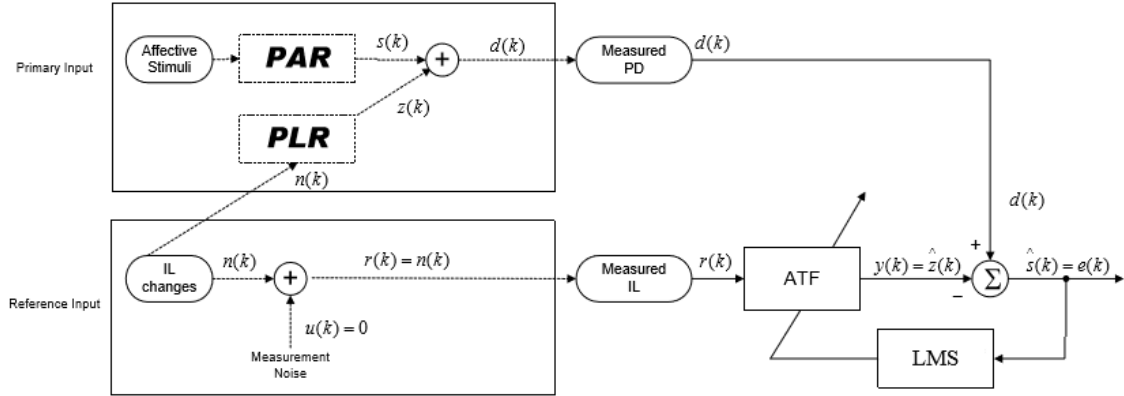 Primary Input
Affective
Stimuli
PAR
s(k)
+
d(k)
Measured
PD
d(k)
z(k)
PLR
n(k)
d(k)
Reference Input
IL
changes
n(k)
+
r(k) = n(k)
Measured
IL
r(k)
ATF
y(k) = ẑ(k)
+
−
Σ
ŝ(k) = e(k)
u(k) = 0
Measurement
Noise
LMS